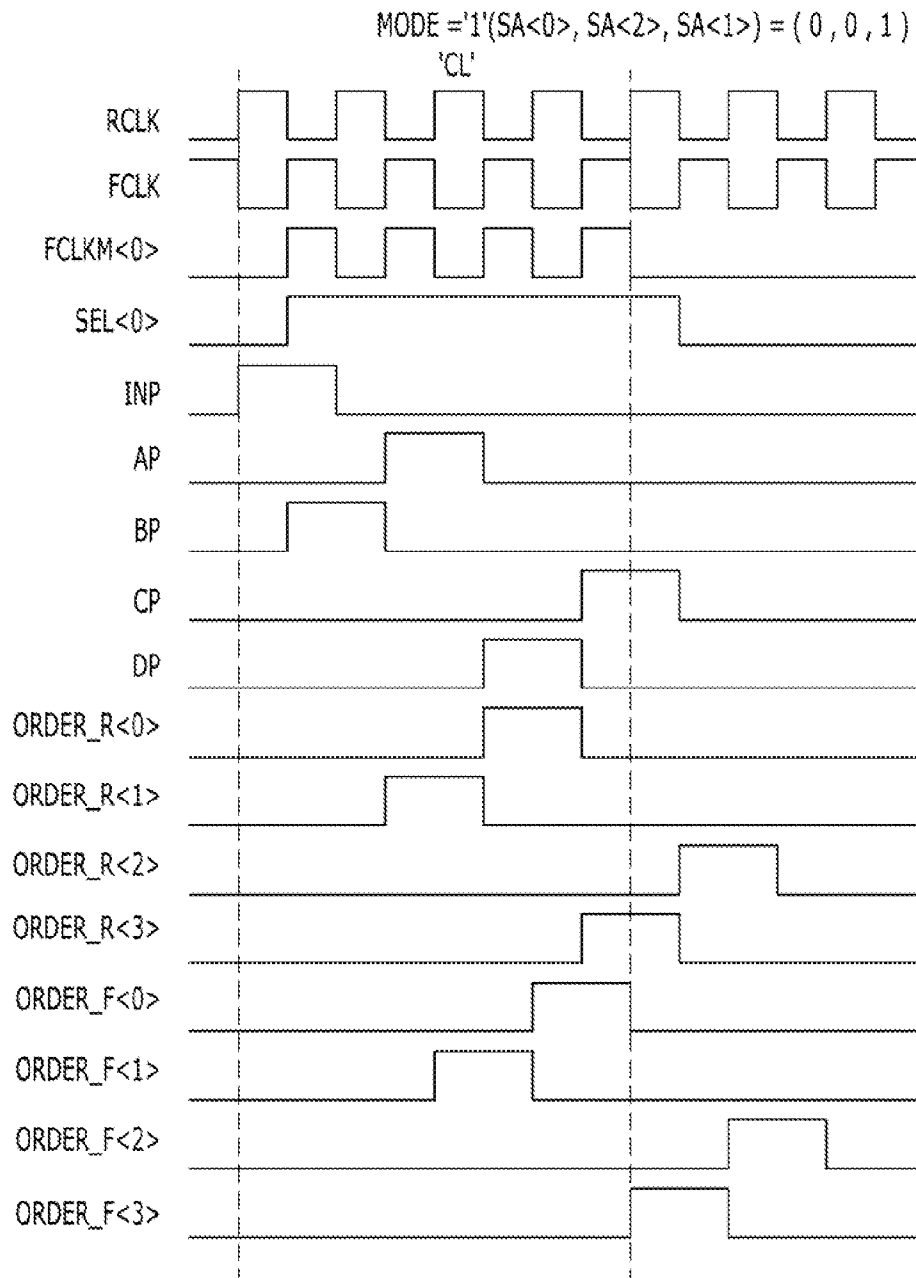 MODE ='1'(SA<0>, SA<2>, SA<1>) = ( 0 , 0 , 1 )
'CL'
RCLK
FCLK
FCLKM<0>
SEL<0>
INP
AP
BP
CP
DP
ORDER_R<0>
ORDER_R<1>
ORDER_R<2>
ORDER_R<3>
ORDER_F<0>
ORDER_F<1>
ORDER_F<2>
ORDER_F<3>